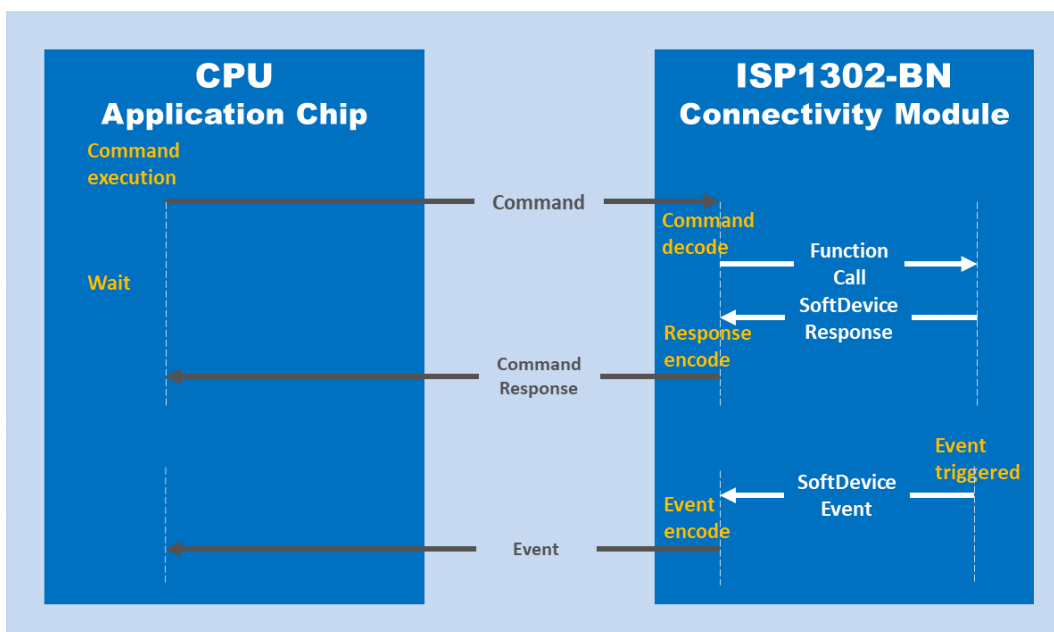 CPU
Application Chip
ISP1302-BN
Connectivity Module
Command
execution
Command
Command
decode
Function
Call
Wait
SoftDevice
Response
Response
encode
Command
Response
Event
triggered
SoftDevice
Event
Event
encode
Event